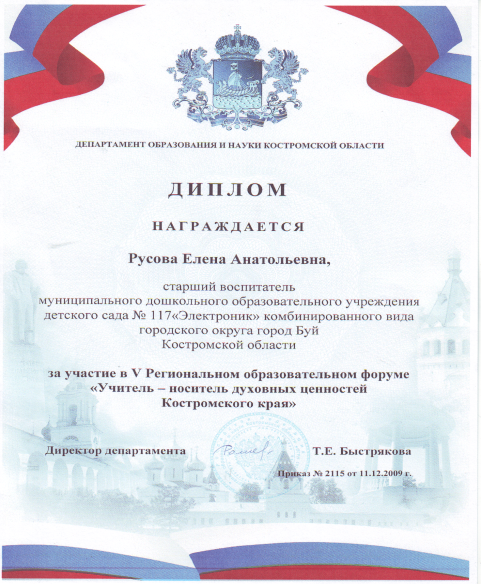 ДЕПАРТАМЕНТ ОБРАЗОВАНИЯ И НАУКИ КОСТРОМСКОЙ ОБЛАСТИ
ДИПЛОМ
НАГРАЖДАЕТСЯ
Русова Елена Анатольевна,
старший воспитатель
муниципального дошкольного образовательного учреждения
детского сада № 117«Электроник» комбинированного вида
городского округа город Буй
Костромской области
за участие в V Региональном образовательном форуме
«Учитель – носитель духовных ценностей
Костромского края»
Директор департамента Т.Е. Быстрякова
Приказ № 2115 от 11.12.2009 г.